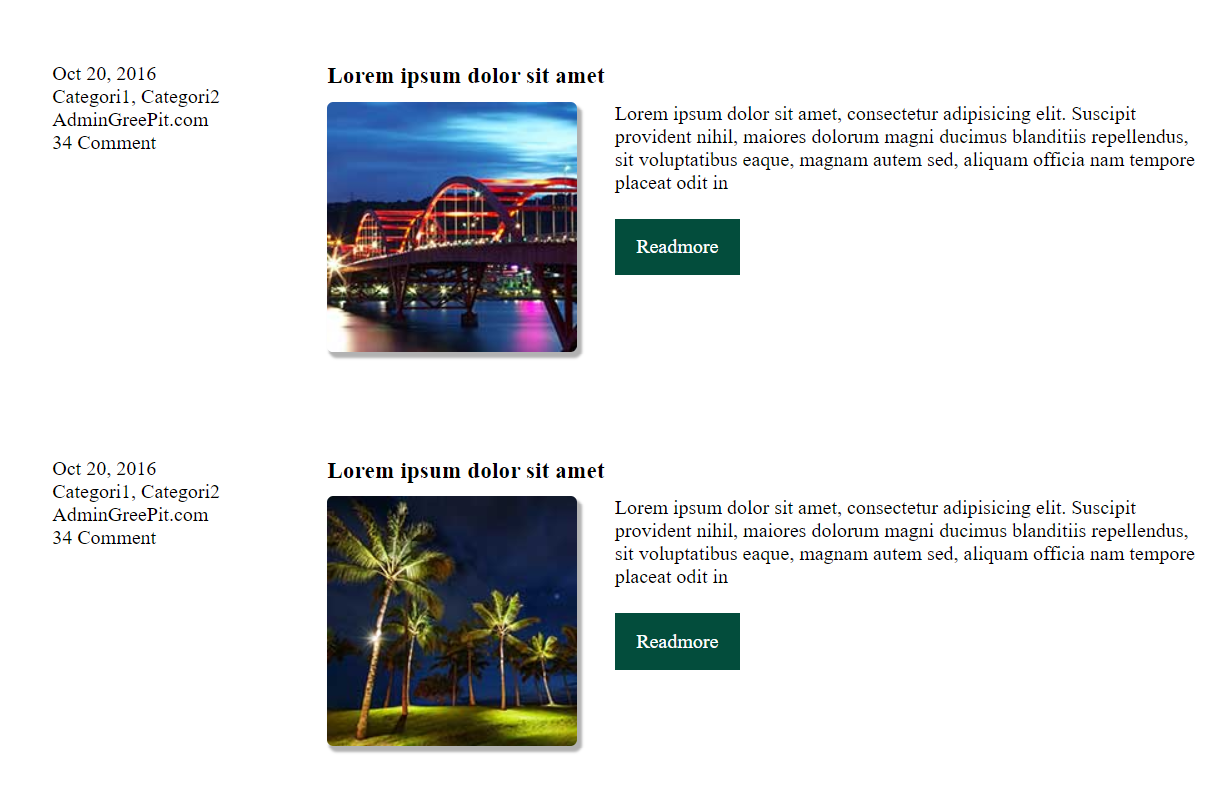 Oct 20, 2016
Categori1, Categori2
AdminGreePit.com
34 Comment
Lorem ipsum dolor sit amet
Lorem ipsum dolor sit amet, consectetur adipisicing elit. Suscipit
provident nihil, maiores dolorum magni ducimus blanditiis repellendus,
sit voluptatibus eaque, magnam autem sed, aliquam officia nam tempore
placeat odit in
Readmore
Oct 20, 2016
Categori1, Categori2
AdminGreePit.com
34 Comment
Lorem ipsum dolor sit amet
Lorem ipsum dolor sit amet, consectetur adipisicing elit. Suscipit
provident nihil, maiores dolorum magni ducimus blanditiis repellendus,
sit voluptatibus eaque, magnam autem sed, aliquam officia nam tempore
placeat odit in
Readmore